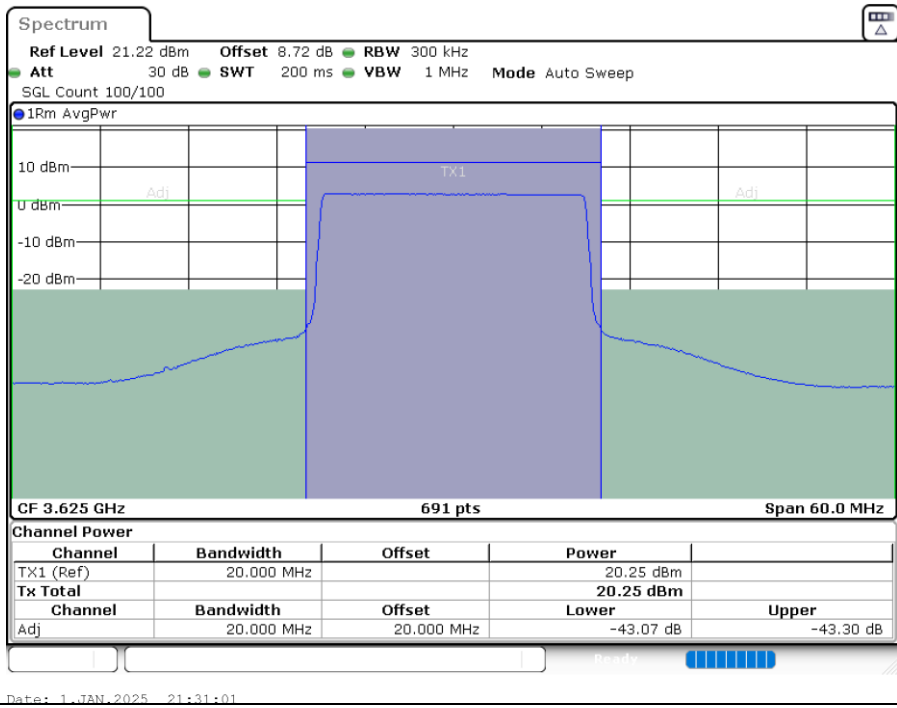 Spectrum
Ref Level 21.22 dBm Offset 8.72 dB RBW 300 kHz
Att 30 dB SWT 200 ms VBW 1 MHz Mode Auto Sweep
SGL Count 100/100
1Rm AvgPwr
10 dBm
TX1
Adj Adj
0 dBm
-10 dBm
-20 dBm
CF 3.625 GHz 691 pts Span 60.0 MHz
Channel Power
Channel Bandwidth Offset Power
TX1 (Ref) 20.000 MHz 20.25 dBm
Tx Total 20.25 dBm
Channel Bandwidth Offset Lower Upper
Adj 20.000 MHz 20.000 MHz -43.07 dB -43.30 dB
Ready
Date: 1.JAN.2025 21:31:01